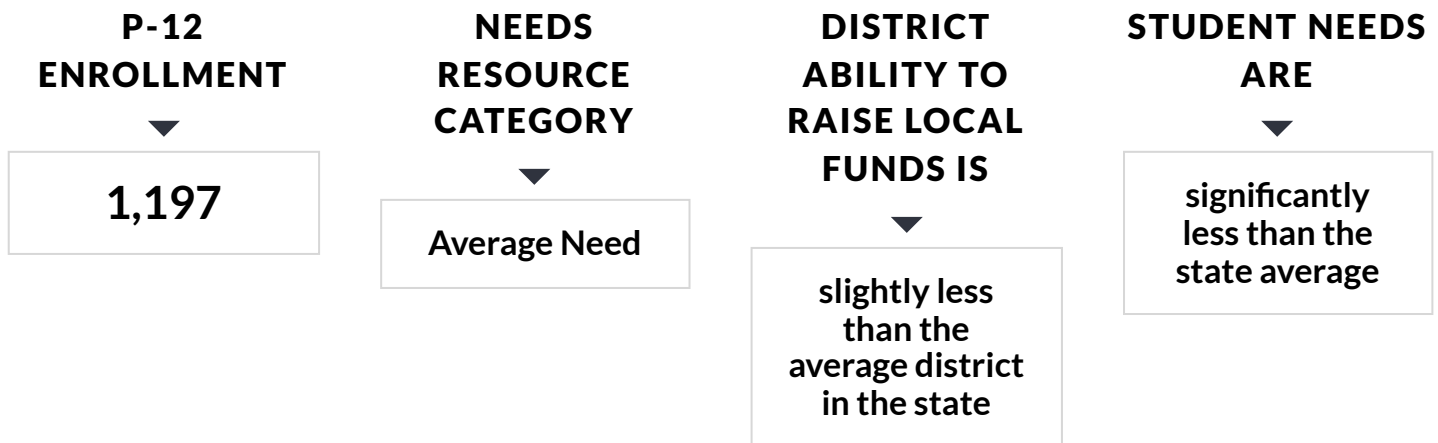 P-12
ENROLLMENT
1,197
NEEDS
RESOURCE
CATEGORY
Average Need
DISTRICT
ABILITY TO
RAISE LOCAL
FUNDS IS
slightly less
than the
average district
in the state
STUDENT NEEDS
ARE
significantly
less than the
state average